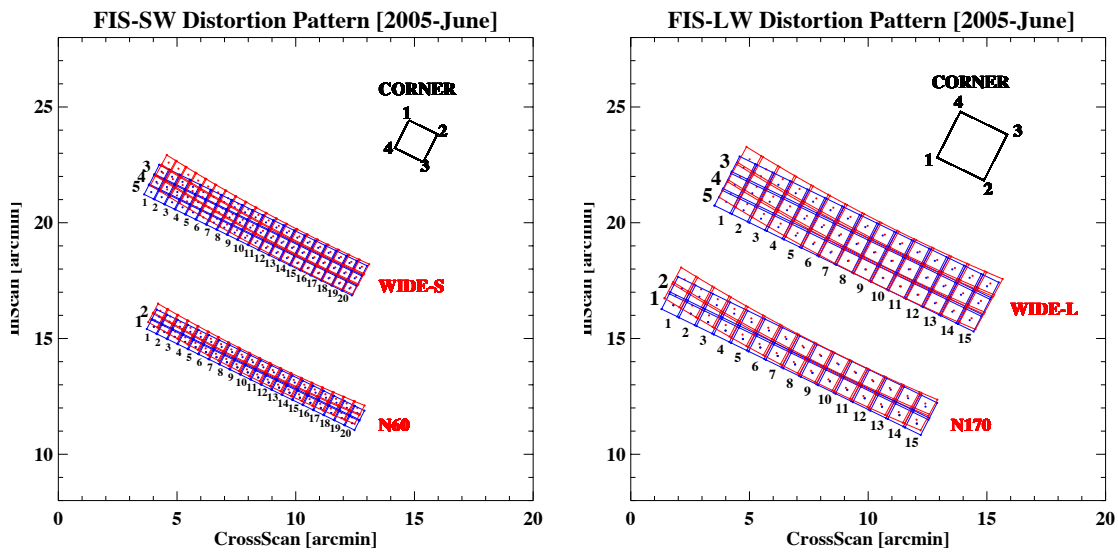 FIS-SW Distortion Pattern [2005-June]
InScan [arcmin]
25
20
15
10
CORNER
1
2
3
4
3
4
5
1 2 3 4 5 6 7 8 9 10 11 12 13 14 15 16 17 18 19 20
WIDE-S
2
1
1 2 3 4 5 6 7 8 9 10 11 12 13 14 15 16 17 18 19 20
N60
0 5 10 15 20
CrossScan [arcmin]
FIS-LW Distortion Pattern [2005-June]
InScan [arcmin]
25
20
15
10
CORNER
4
3
1
2
3
4
5
1 2 3 4 5 6 7 8 9 10 11 12 13 14 15
WIDE-L
2
1
1 2 3 4 5 6 7 8 9 10 11 12 13 14 15
N170
0 5 10 15 20
CrossScan [arcmin]